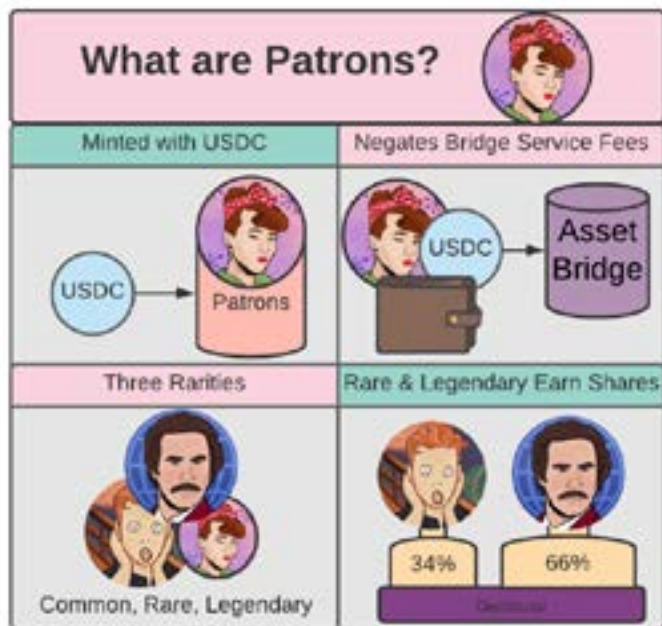 What are Patrons?
Minted with USDC
Negates Bridge Service Fees
USDC
Patrons
USDC
Asset
Bridge
Three Rarities
Rare & Legendary Earn Shares
Common, Rare, Legendary
34%
66%